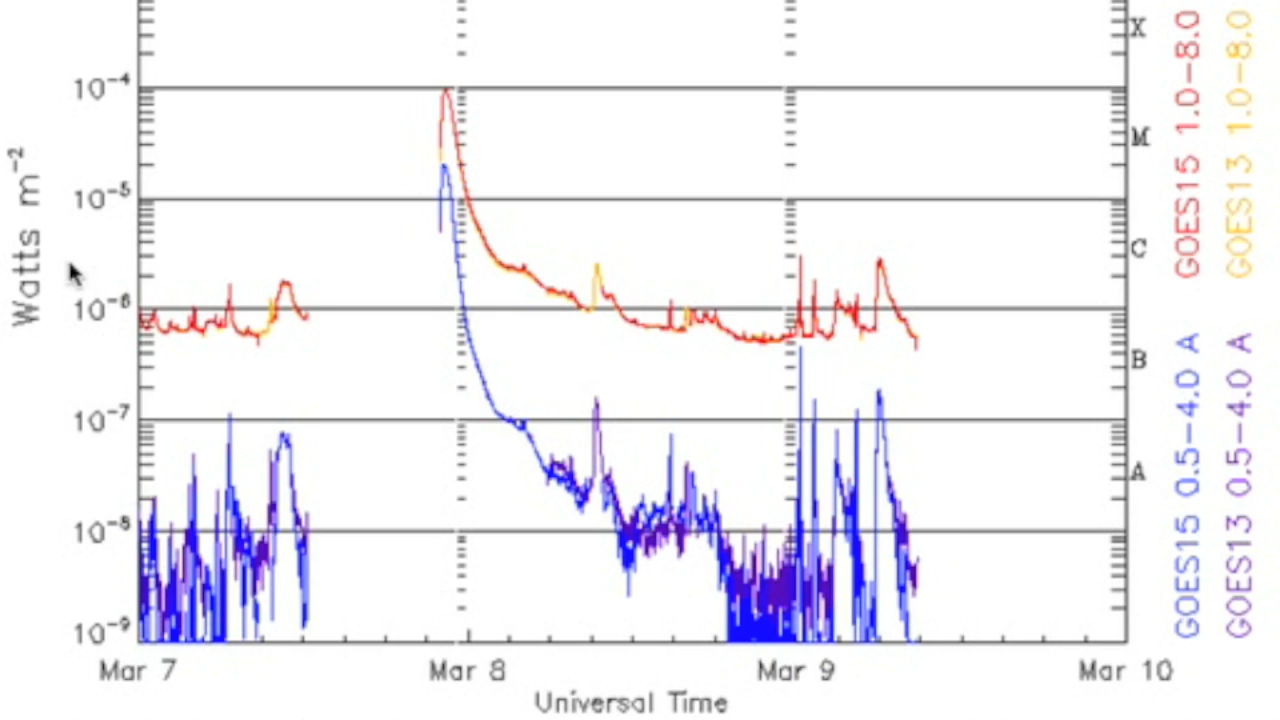 X
10⁻⁴
M
10⁻⁵
C
10⁻⁶
B
10⁻⁷
A
10⁻⁸
10⁻⁹
Watts m⁻²
Mar 7 Mar 8 Mar 9 Mar 10
Universal Time
GOES15 0.5-4.0 A GOES15 1.0-8.0
GOES13 0.5-4.0 A GOES13 1.0-8.0